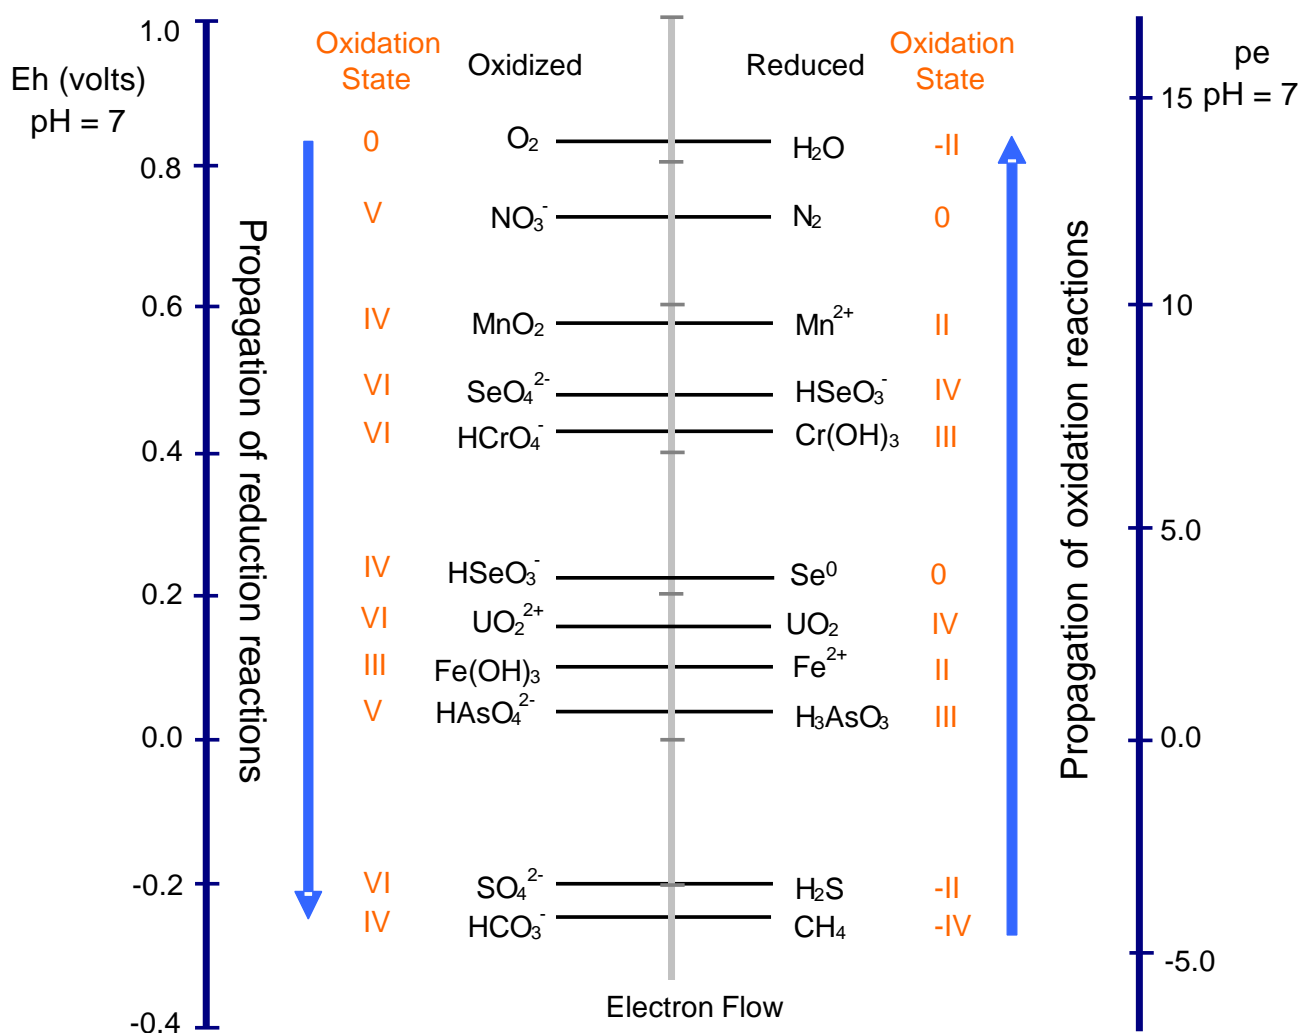 1.0
Oxidation
State
Oxidized
Reduced
Oxidation
State
pe
pH = 7
Eh (volts)
pH = 7
15
0
O₂
H₂O
-II
0.8
V
NO₃⁻
N₂
0
0.6
10
IV
MnO₂
Mn²⁺
II
VI
SeO₄²⁻
HSeO₃⁻
IV
VI
HCrO₄⁻
Cr(OH)₃
III
0.4
5.0
IV
HSeO₃⁻
Se⁰
0
0.2
VI
UO₂²⁺
UO₂
IV
III
Fe(OH)₃
Fe²⁺
II
V
HAsO₄²⁻
H₃AsO₃
III
0.0
0.0
Propagation of reduction reactions
Propagation of oxidation reactions
-0.2
VI
SO₄²⁻
H₂S
-II
IV
HCO₃⁻
CH₄
-IV
-5.0
Electron Flow
-0.4